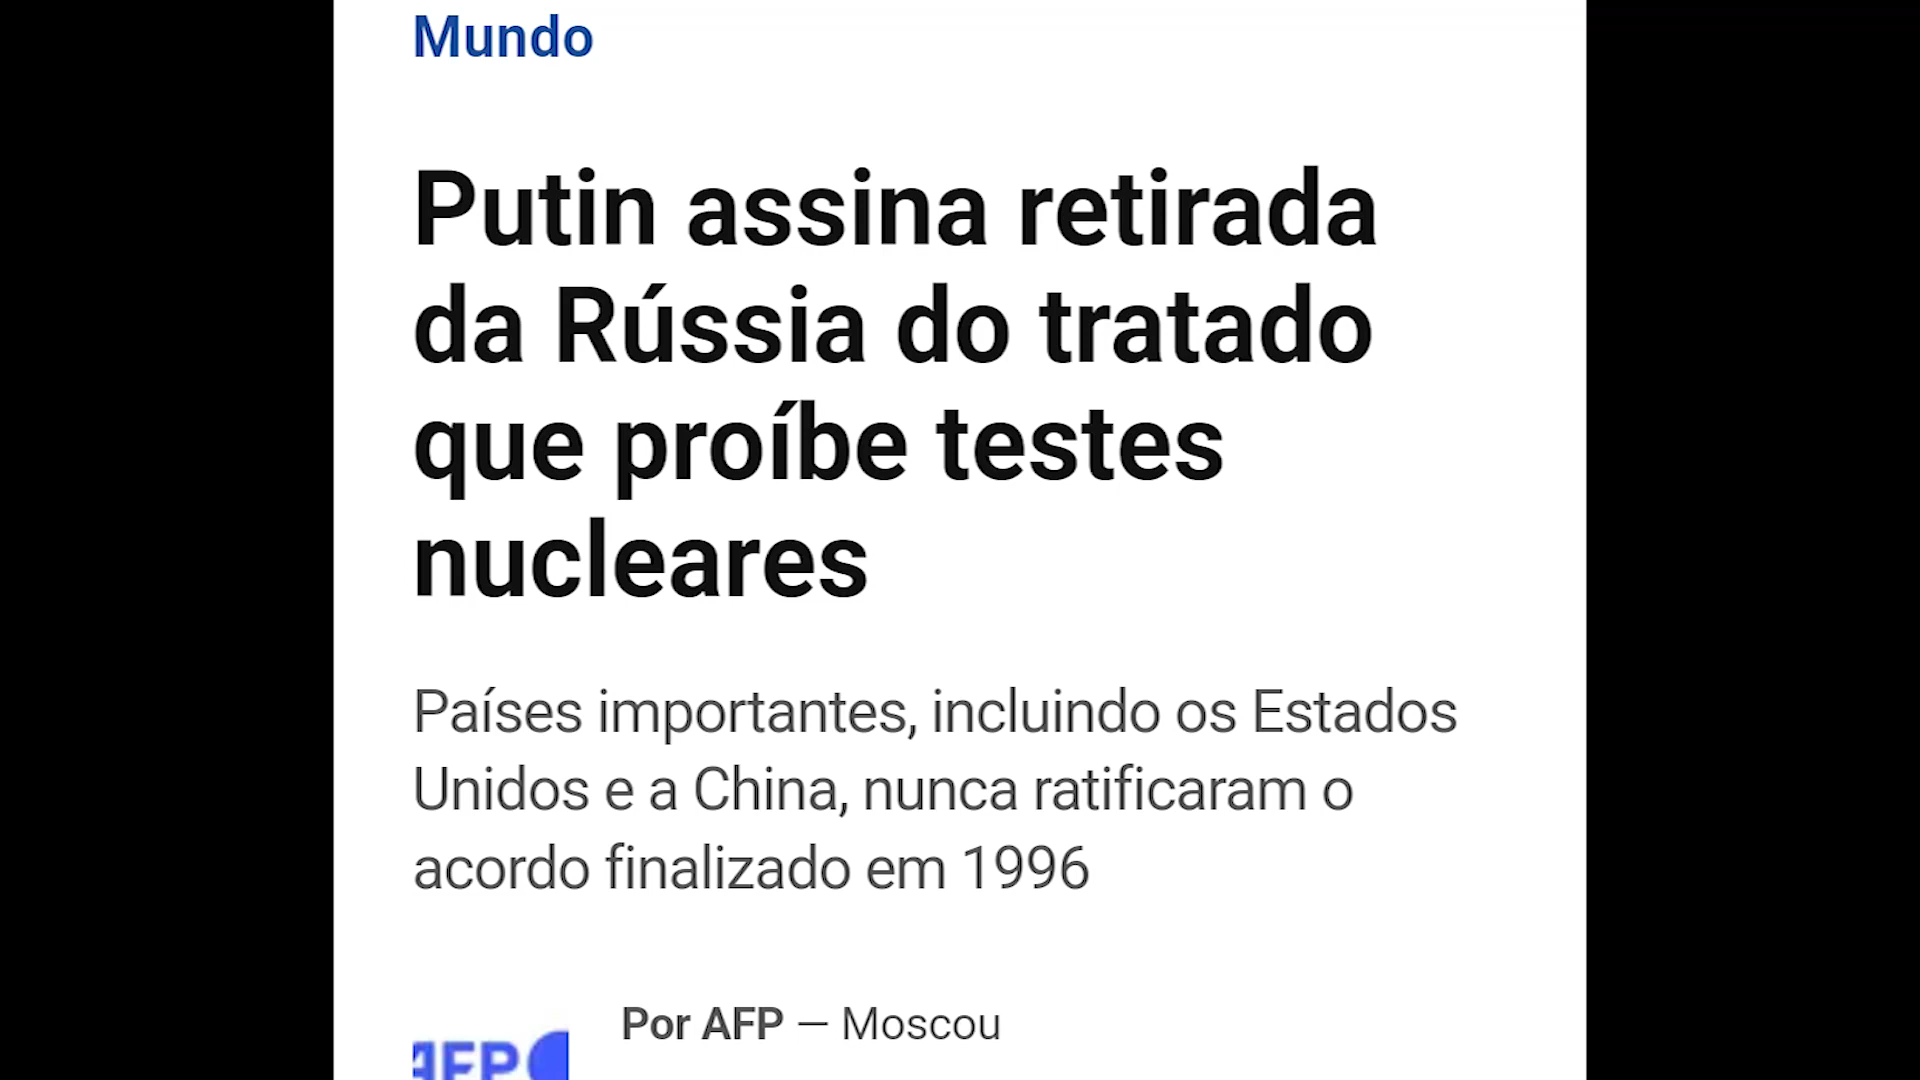 Mundo
Putin assina retirada
da Rússia do tratado
que proíbe testes
nucleares
Países importantes, incluindo os Estados
Unidos e a China, nunca ratificaram o
acordo finalizado em 1996
Por AFP — Moscou
AFP